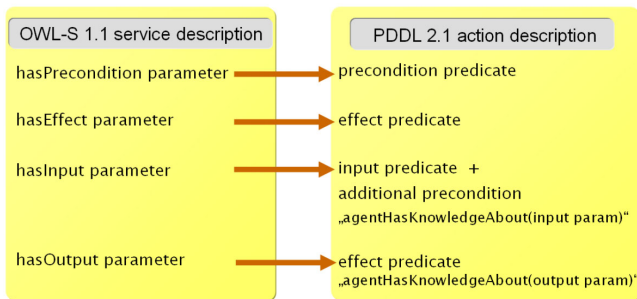 OWL-S 1.1 service description
hasPrecondition parameter
hasEffect parameter
hasInput parameter
hasOutput parameter
PDDL 2.1 action description
precondition predicate
effect predicate
input predicate +
additional precondition
„agentHasKnowledgeAbout(input param)“
effect predicate
„agentHasKnowledgeAbout(output param)“